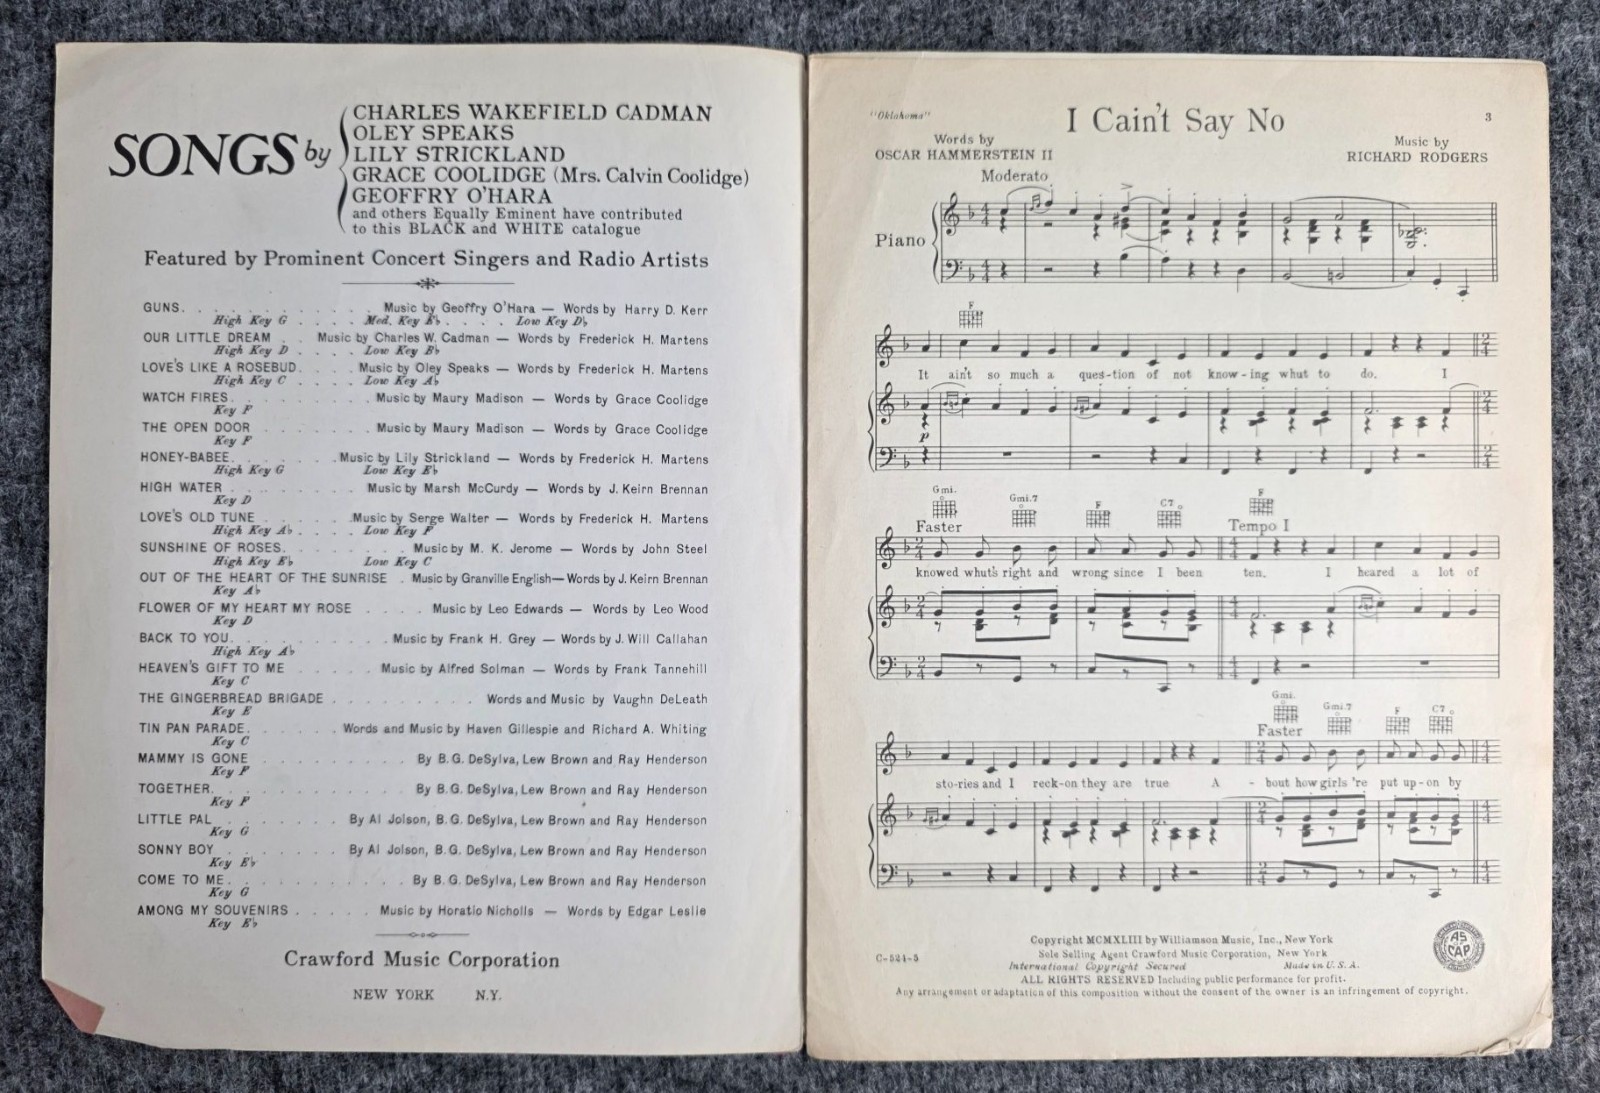 SONGS by
CHARLES WAKEFIELD CADMAN
OLEY SPEAKS
LILY STRICKLAND
GRACE COOLIDGE (Mrs. Calvin Coolidge)
GEOFFRY O'HARA
and others Equally Eminent have contributed
to this BLACK and WHITE catalogue
Featured by Prominent Concert Singers and Radio Artists
GUNS. . . . . . . . . . . . Music by Geoffry O'Hara — Words by Harry D. Kerr
High Key G . . . . Med. Key E♭ . . . . Low Key D♭
OUR LITTLE DREAM . . Music by Charles W. Cadman — Words by Frederick H. Martens
High Key D . . . . Low Key B♭
LOVE'S LIKE A ROSEBUD. . . . . Music by Oley Speaks — Words by Frederick H. Martens
High Key C . . . . Low Key A♭
WATCH FIRES. . . . . . . . Music by Maury Madison — Words by Grace Coolidge
Key F
THE OPEN DOOR . . . . . . . Music by Maury Madison — Words by Grace Coolidge
Key F
HONEY-BABEE. . . . . . . Music by Lily Strickland — Words by Frederick H. Martens
High Key G Low Key E♭
HIGH WATER . . . . . . . . Music by Marsh McCurdy — Words by J. Keirn Brennan
Key D
LOVE'S OLD TUNE . . . . . Music by Serge Walter — Words by Frederick H. Martens
High Key A♭ . . . . Low Key F
SUNSHINE OF ROSES. . . . . . . . Music by M. K. Jerome — Words by John Steel
High Key E♭ Low Key C
OUT OF THE HEART OF THE SUNRISE . Music by Granville English — Words by J. Keirn Brennan
Key A♭
FLOWER OF MY HEART MY ROSE . . . . Music by Leo Edwards — Words by Leo Wood
Key D
BACK TO YOU. . . . . . . . . . Music by Frank H. Grey — Words by J. Will Callahan
High Key A♭
HEAVEN'S GIFT TO ME . . . . . Music by Alfred Solman — Words by Frank Tannehill
Key C
THE GINGERBREAD BRIGADE . . . . . . . . . Words and Music by Vaughn DeLeath
Key E
TIN PAN PARADE. . . . . . Words and Music by Haven Gillespie and Richard A. Whiting
Key C
MAMMY IS GONE . . . . . . . . . . By B. G. DeSylva, Lew Brown and Ray Henderson
Key F
TOGETHER. . . . . . . . . . . . By B. G. DeSylva, Lew Brown and Ray Henderson
Key F
LITTLE PAL . . . . . . . . By Al Jolson, B. G. DeSylva, Lew Brown and Ray Henderson
Key G
SONNY BOY . . . . . . . . By Al Jolson, B. G. DeSylva, Lew Brown and Ray Henderson
Key E♭
COME TO ME. . . . . . . . . . . By B. G. DeSylva, Lew Brown and Ray Henderson
Key G
AMONG MY SOUVENIRS . . . . . Music by Horatio Nicholls — Words by Edgar Leslie
Key E♭
Crawford Music Corporation
NEW YORK N.Y.
"Oklahoma"
I Cain't Say No
3
Words by
OSCAR HAMMERSTEIN II
Music by
RICHARD RODGERS
Moderato
Piano
F
It ain't so much a ques-tion of not know-ing whut to do. I
p
Gmi. Gmi.7 F C7 F
Faster Tempo I
knowed whut's right and wrong since I been ten. I heared a lot of
Gmi. Gmi.7 F C7
Faster
sto-ries and I reck-on they are true A - bout how girls 're put up-on by
Copyright MCMXLIII by Williamson Music, Inc., New York
Sole Selling Agent Crawford Music Corporation, New York
C-524-5
International Copyright Secured Made in U.S.A.
ALL RIGHTS RESERVED Including public performance for profit.
Any arrangement or adaptation of this composition without the consent of the owner is an infringement of copyright.
AS
CAP